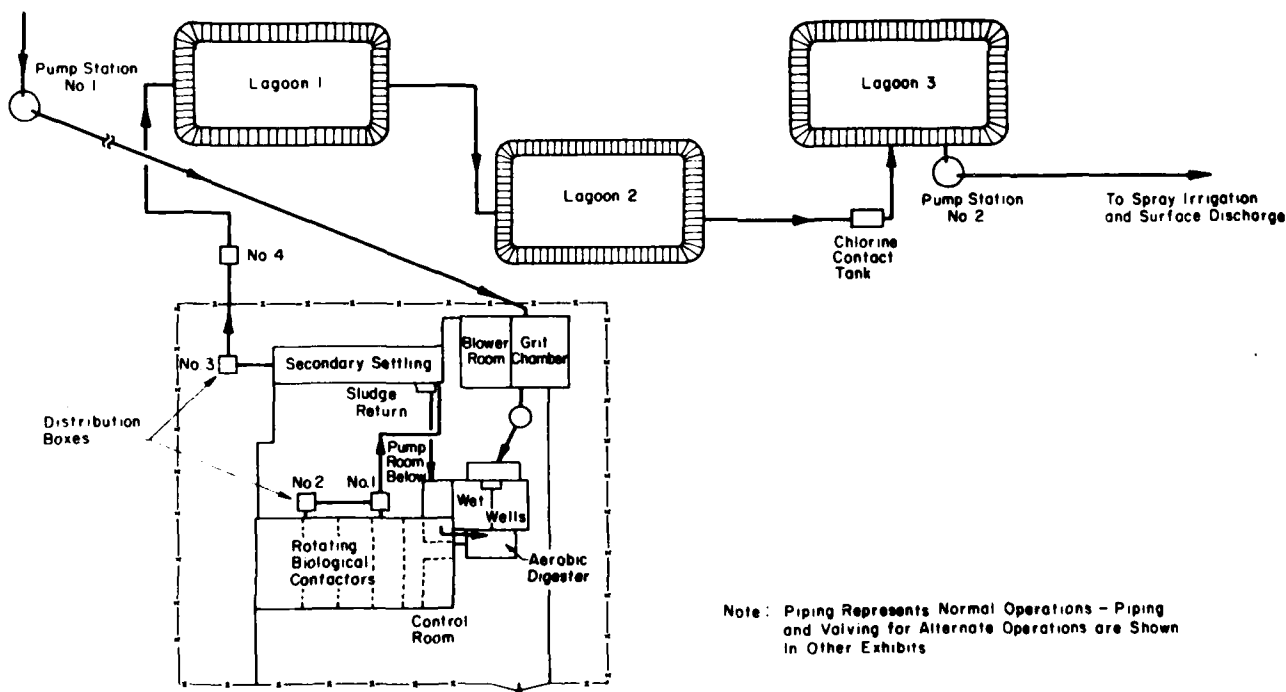 Pump Station
No 1
Lagoon 1
Lagoon 2
Lagoon 3
Pump Station
No 2
To Spray Irrigation
and Surface Discharge
Chlorine
Contact
Tank
No 4
No. 3
Secondary Settling
Blower
Room
Grit
Chamber
Sludge
Return
Distribution
Boxes
Pump
Room
Below
No 2
No. 1
Wet
Wells
Rotating
Biological
Contactors
Aerobic
Digester
Control
Room
Note : Piping Represents Normal Operations - Piping
and Valving for Alternate Operations are Shown
In Other Exhibits